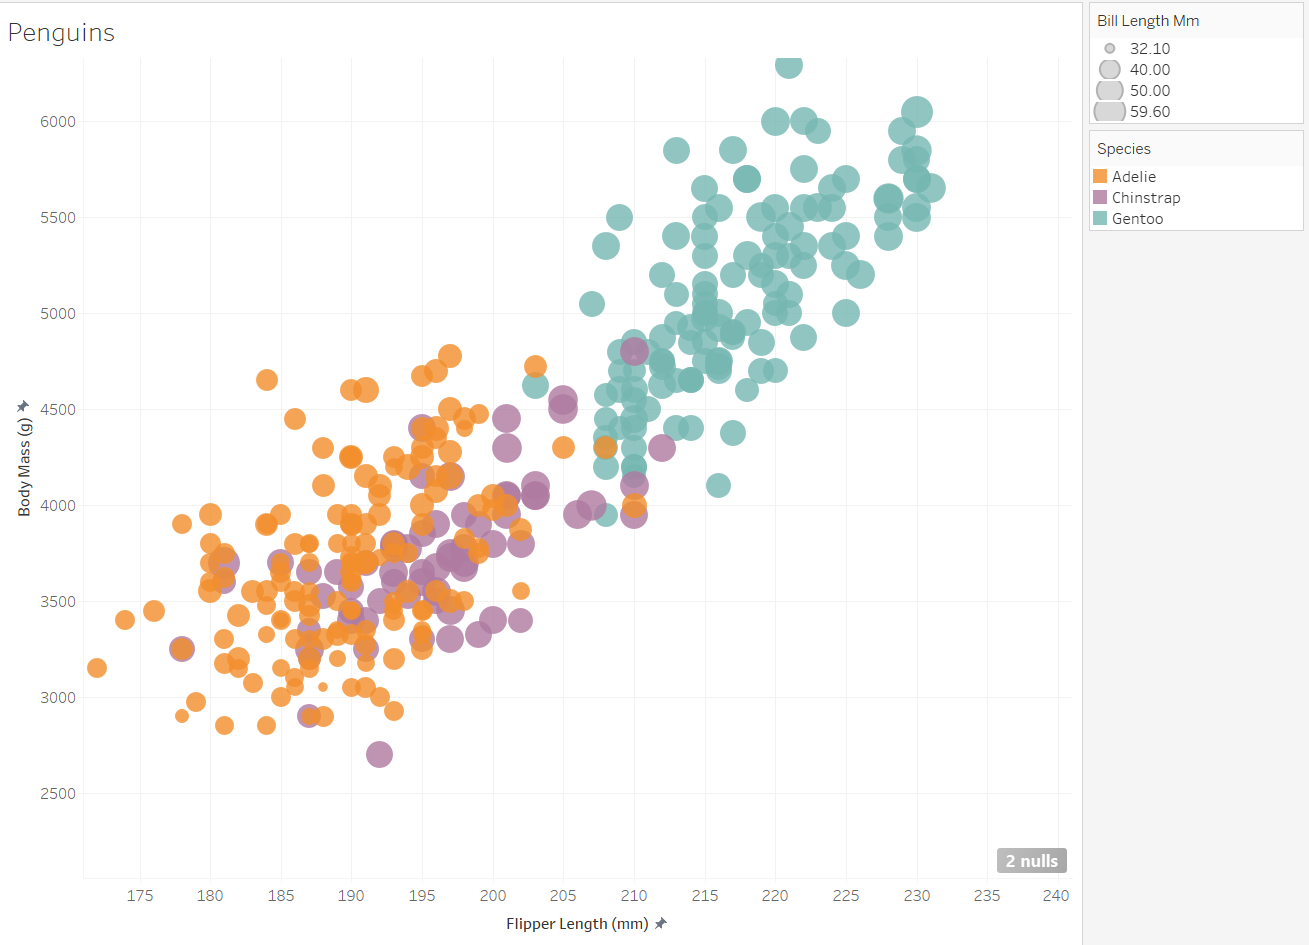 Penguins
Bill Length Mm
32.10
40.00
50.00
59.60
Species
Adelie
Chinstrap
Gentoo
6000
5500
5000
4500
4000
3500
3000
2500
Body Mass (g)
2 nulls
175 180 185 190 195 200 205 210 215 220 225 230 235 240
Flipper Length (mm)